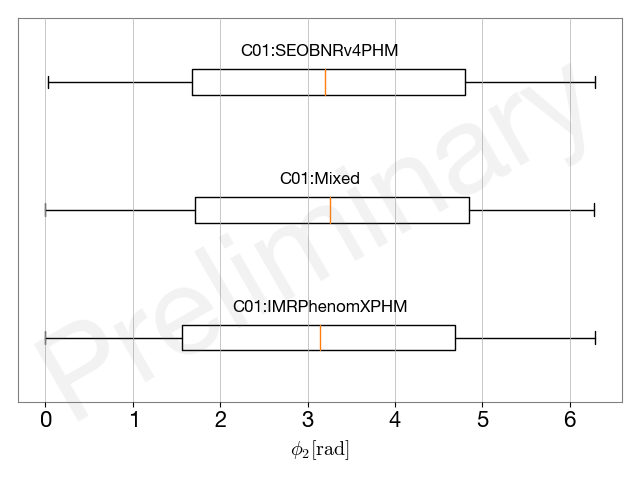 C01:SEOBNRv4PHM
C01:Mixed
C01:IMRPhenomXPHM
Preliminary
0 1 2 3 4 5 6
ϕ₂[rad]